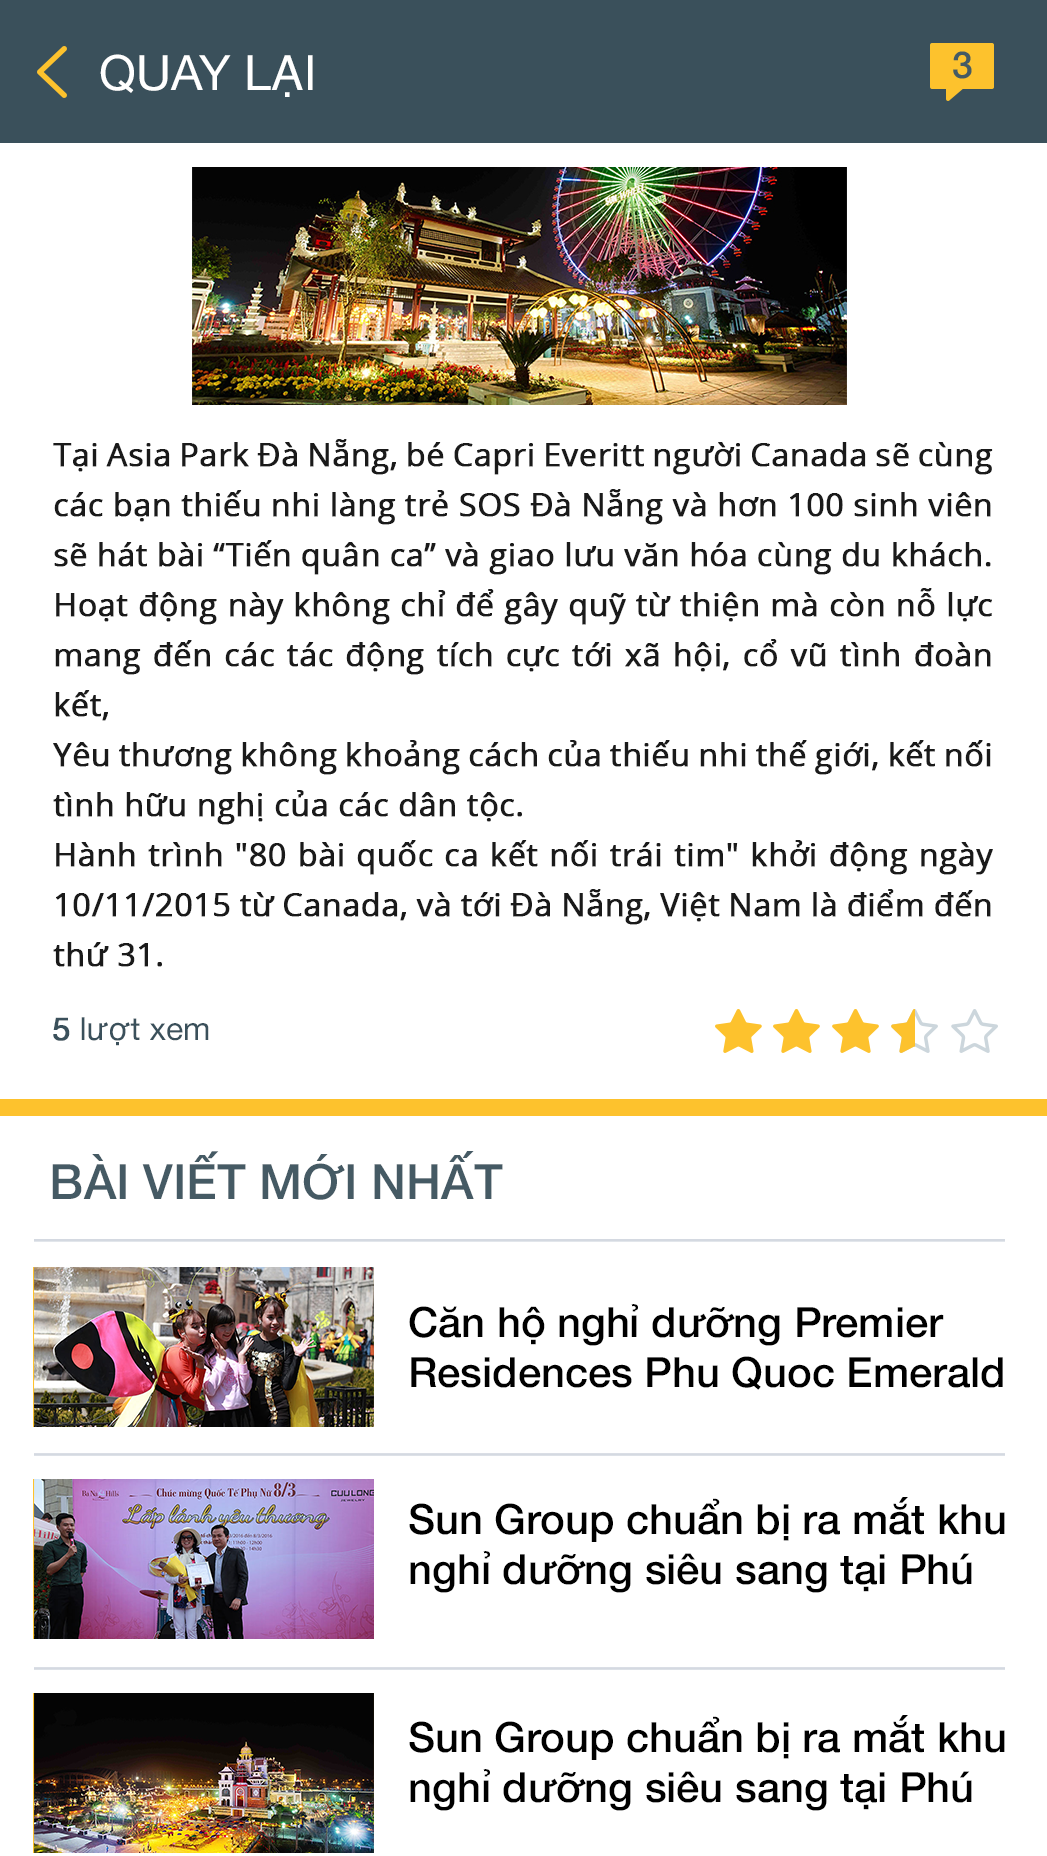 QUAY LẠI
3
Tại Asia Park Đà Nẵng, bé Capri Everitt người Canada sẽ cùng
các bạn thiếu nhi làng trẻ SOS Đà Nẵng và hơn 100 sinh viên
sẽ hát bài “Tiến quân ca” và giao lưu văn hóa cùng du khách.
Hoạt động này không chỉ để gây quỹ từ thiện mà còn nỗ lực
mang đến các tác động tích cực tới xã hội, cổ vũ tình đoàn
kết,
Yêu thương không khoảng cách của thiếu nhi thế giới, kết nối
tình hữu nghị của các dân tộc.
Hành trình "80 bài quốc ca kết nối trái tim" khởi động ngày
10/11/2015 từ Canada, và tới Đà Nẵng, Việt Nam là điểm đến
thứ 31.
5 lượt xem
BÀI VIẾT MỚI NHẤT
Căn hộ nghỉ dưỡng Premier
Residences Phu Quoc Emerald
Bà Nà Hills
Chúc mừng Quốc Tế Phụ Nữ 8/3
CUULONG
JEWELRY
Lấp lánh yêu thương
Sun Group chuẩn bị ra mắt khu
nghỉ dưỡng siêu sang tại Phú
Sun Group chuẩn bị ra mắt khu
nghỉ dưỡng siêu sang tại Phú